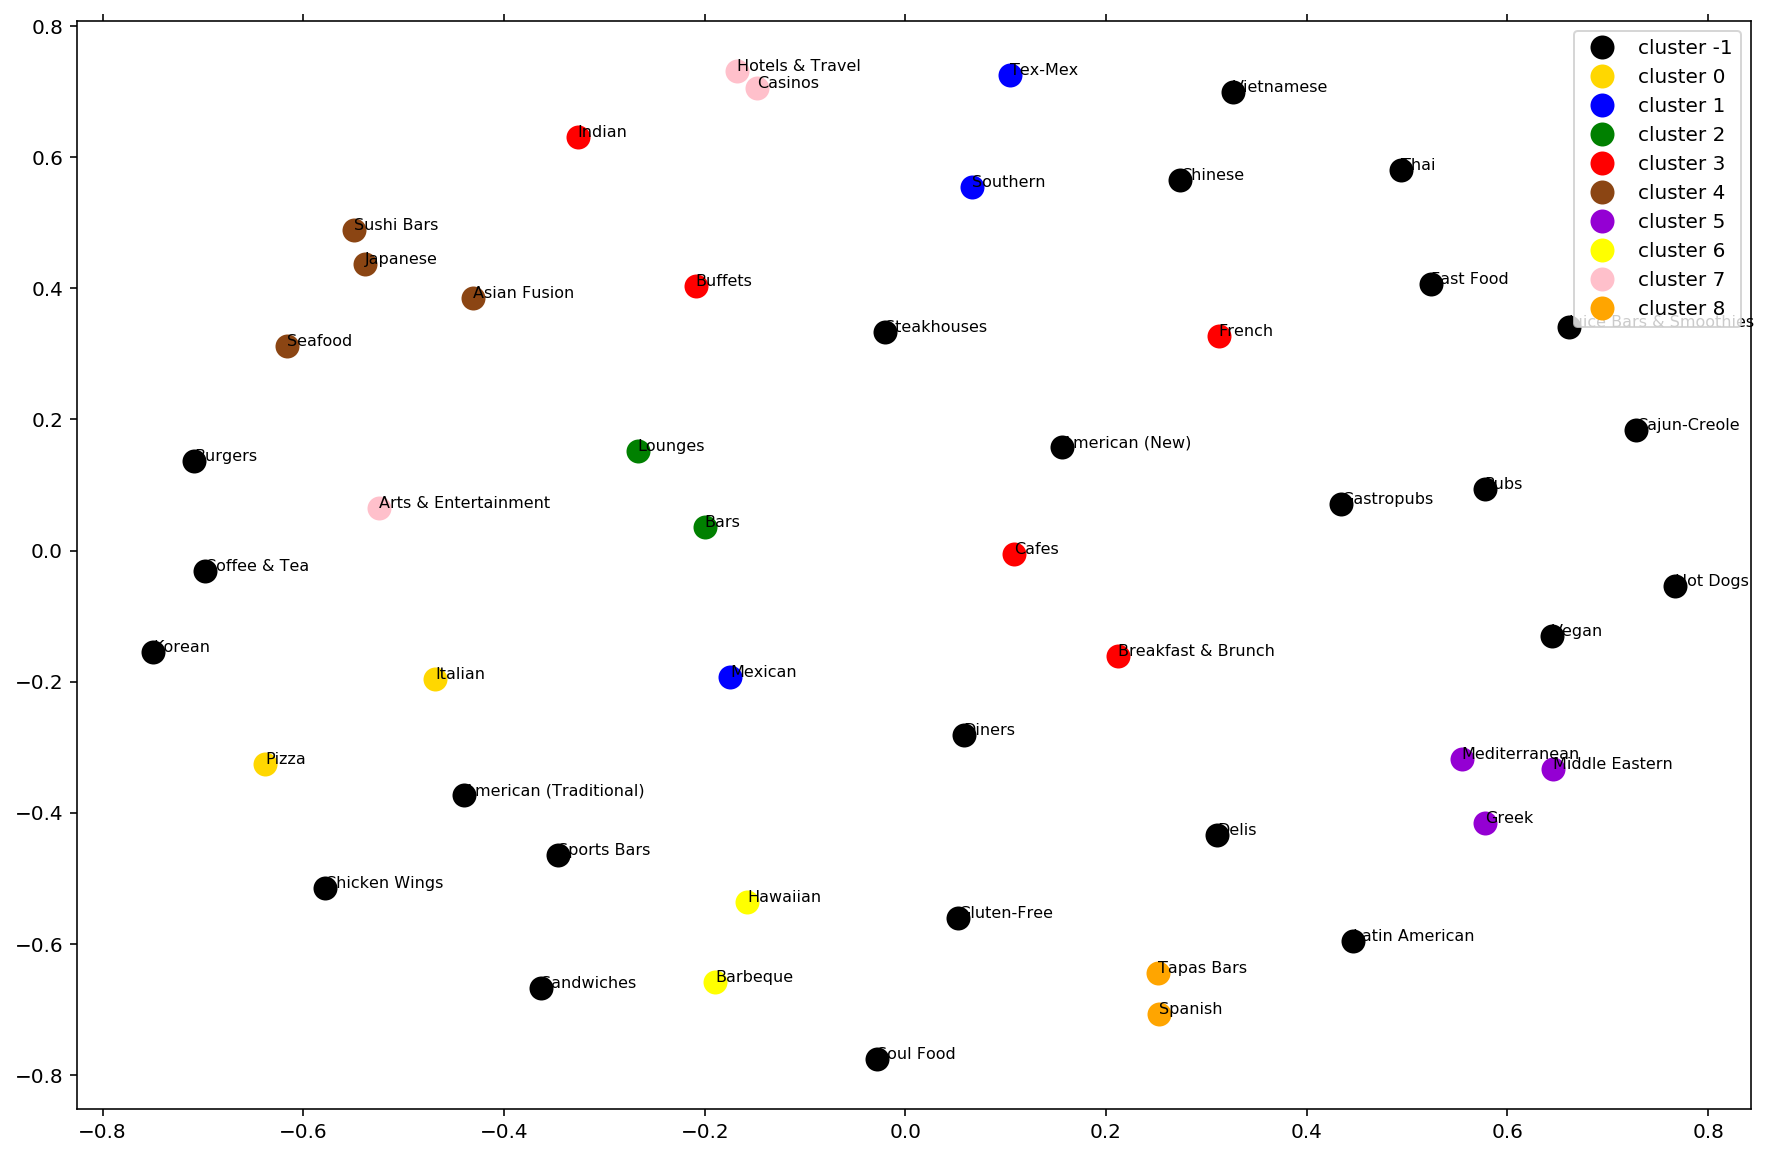 0.8
0.6
0.4
0.2
0.0
−0.2
−0.4
−0.6
−0.8
Hotels & Travel
Casinos
Tex-Mex
Vietnamese
Indian
Southern
Chinese
Thai
Sushi Bars
Japanese
Asian Fusion
Buffets
Fast Food
Seafood
Steakhouses
French
Juice Bars & Smoothies
Burgers
Lounges
American (New)
Cajun-Creole
Arts & Entertainment
Bars
Gastropubs
Pubs
Coffee & Tea
Cafes
Hot Dogs
Korean
Italian
Mexican
Breakfast & Brunch
Vegan
Pizza
American (Traditional)
Diners
Mediterranean
Middle Eastern
Greek
Sports Bars
Delis
Chicken Wings
Hawaiian
Gluten-Free
Latin American
Sandwiches
Barbeque
Tapas Bars
Spanish
Soul Food
cluster -1
cluster 0
cluster 1
cluster 2
cluster 3
cluster 4
cluster 5
cluster 6
cluster 7
cluster 8
−0.8
−0.6
−0.4
−0.2
0.0
0.2
0.4
0.6
0.8